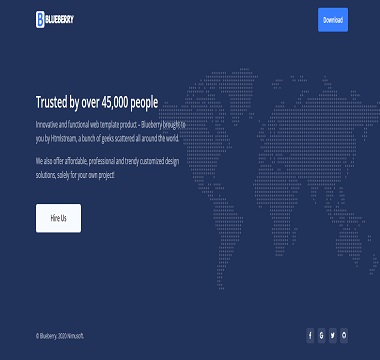 BLUEBERRY
Download
Trusted by over 45,000 people
Innovative and functional web template product - Blueberry brought to
you by Htmlstream, a bunch of geeks scattered all around the world.
We also offer affordable, professional and trendy customized design
solutions, solely for your own project!
Hire Us
© Blueberry. 2020 Nimusoft.